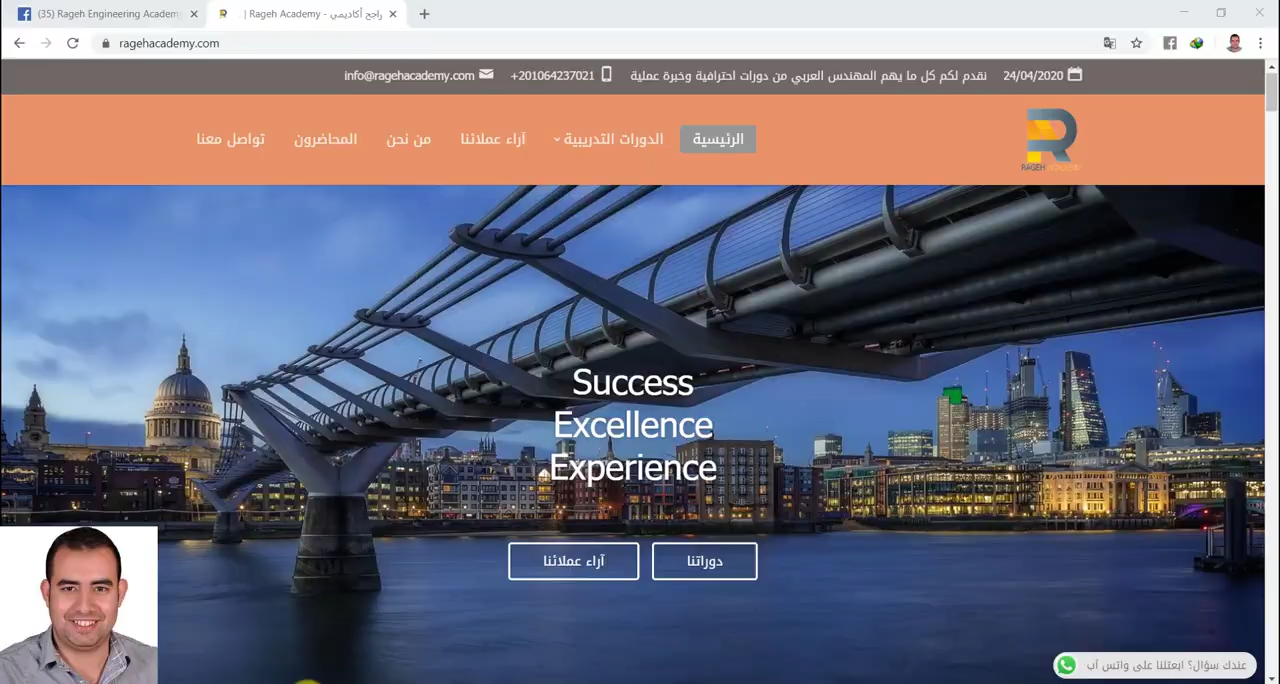 (35) Rageh Engineering Academ
Rageh Academy - راجح أكاديمي |
ragehacademy.com
24/04/2020
نقدم لكم كل ما يهم المهندس العربي من دورات احترافية وخبرة عملية
+201064237021
info@ragehacademy.com
الرئيسية
الدورات التدريبية
آراء عملائنا
من نحن
المحاضرون
تواصل معنا
RAGEH ACADEMY
Success
Excellence
Experience
دوراتنا
آراء عملائنا
عندك سؤال؟ ابعتلنا على واتس آب